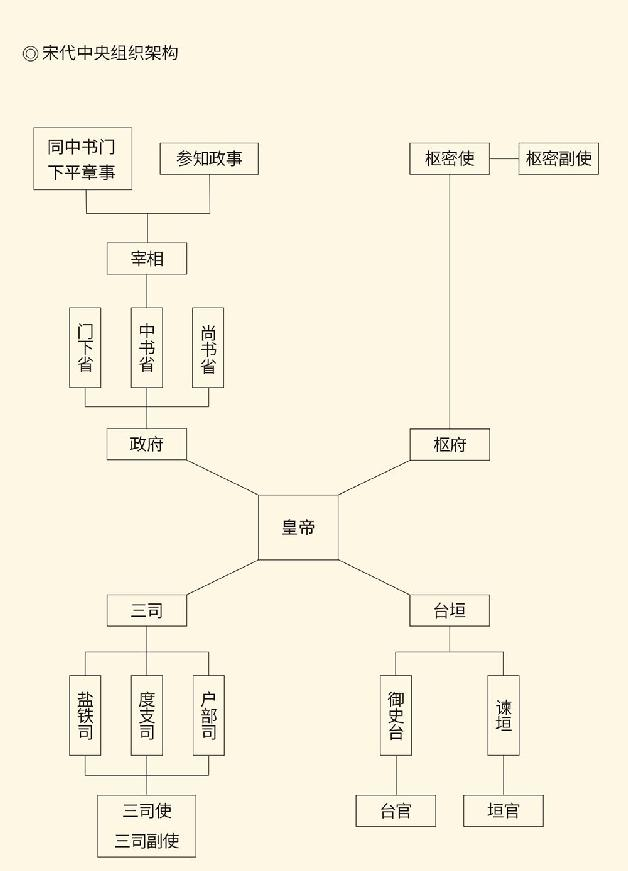 ◎ 宋代中央组织架构
同中书门
下平章事
参知政事
枢密使
枢密副使
宰相
门下省
中书省
尚书省
政府
枢府
皇帝
三司
台垣
盐铁司
度支司
户部司
御史台
谏垣
三司使
三司副使
台官
垣官